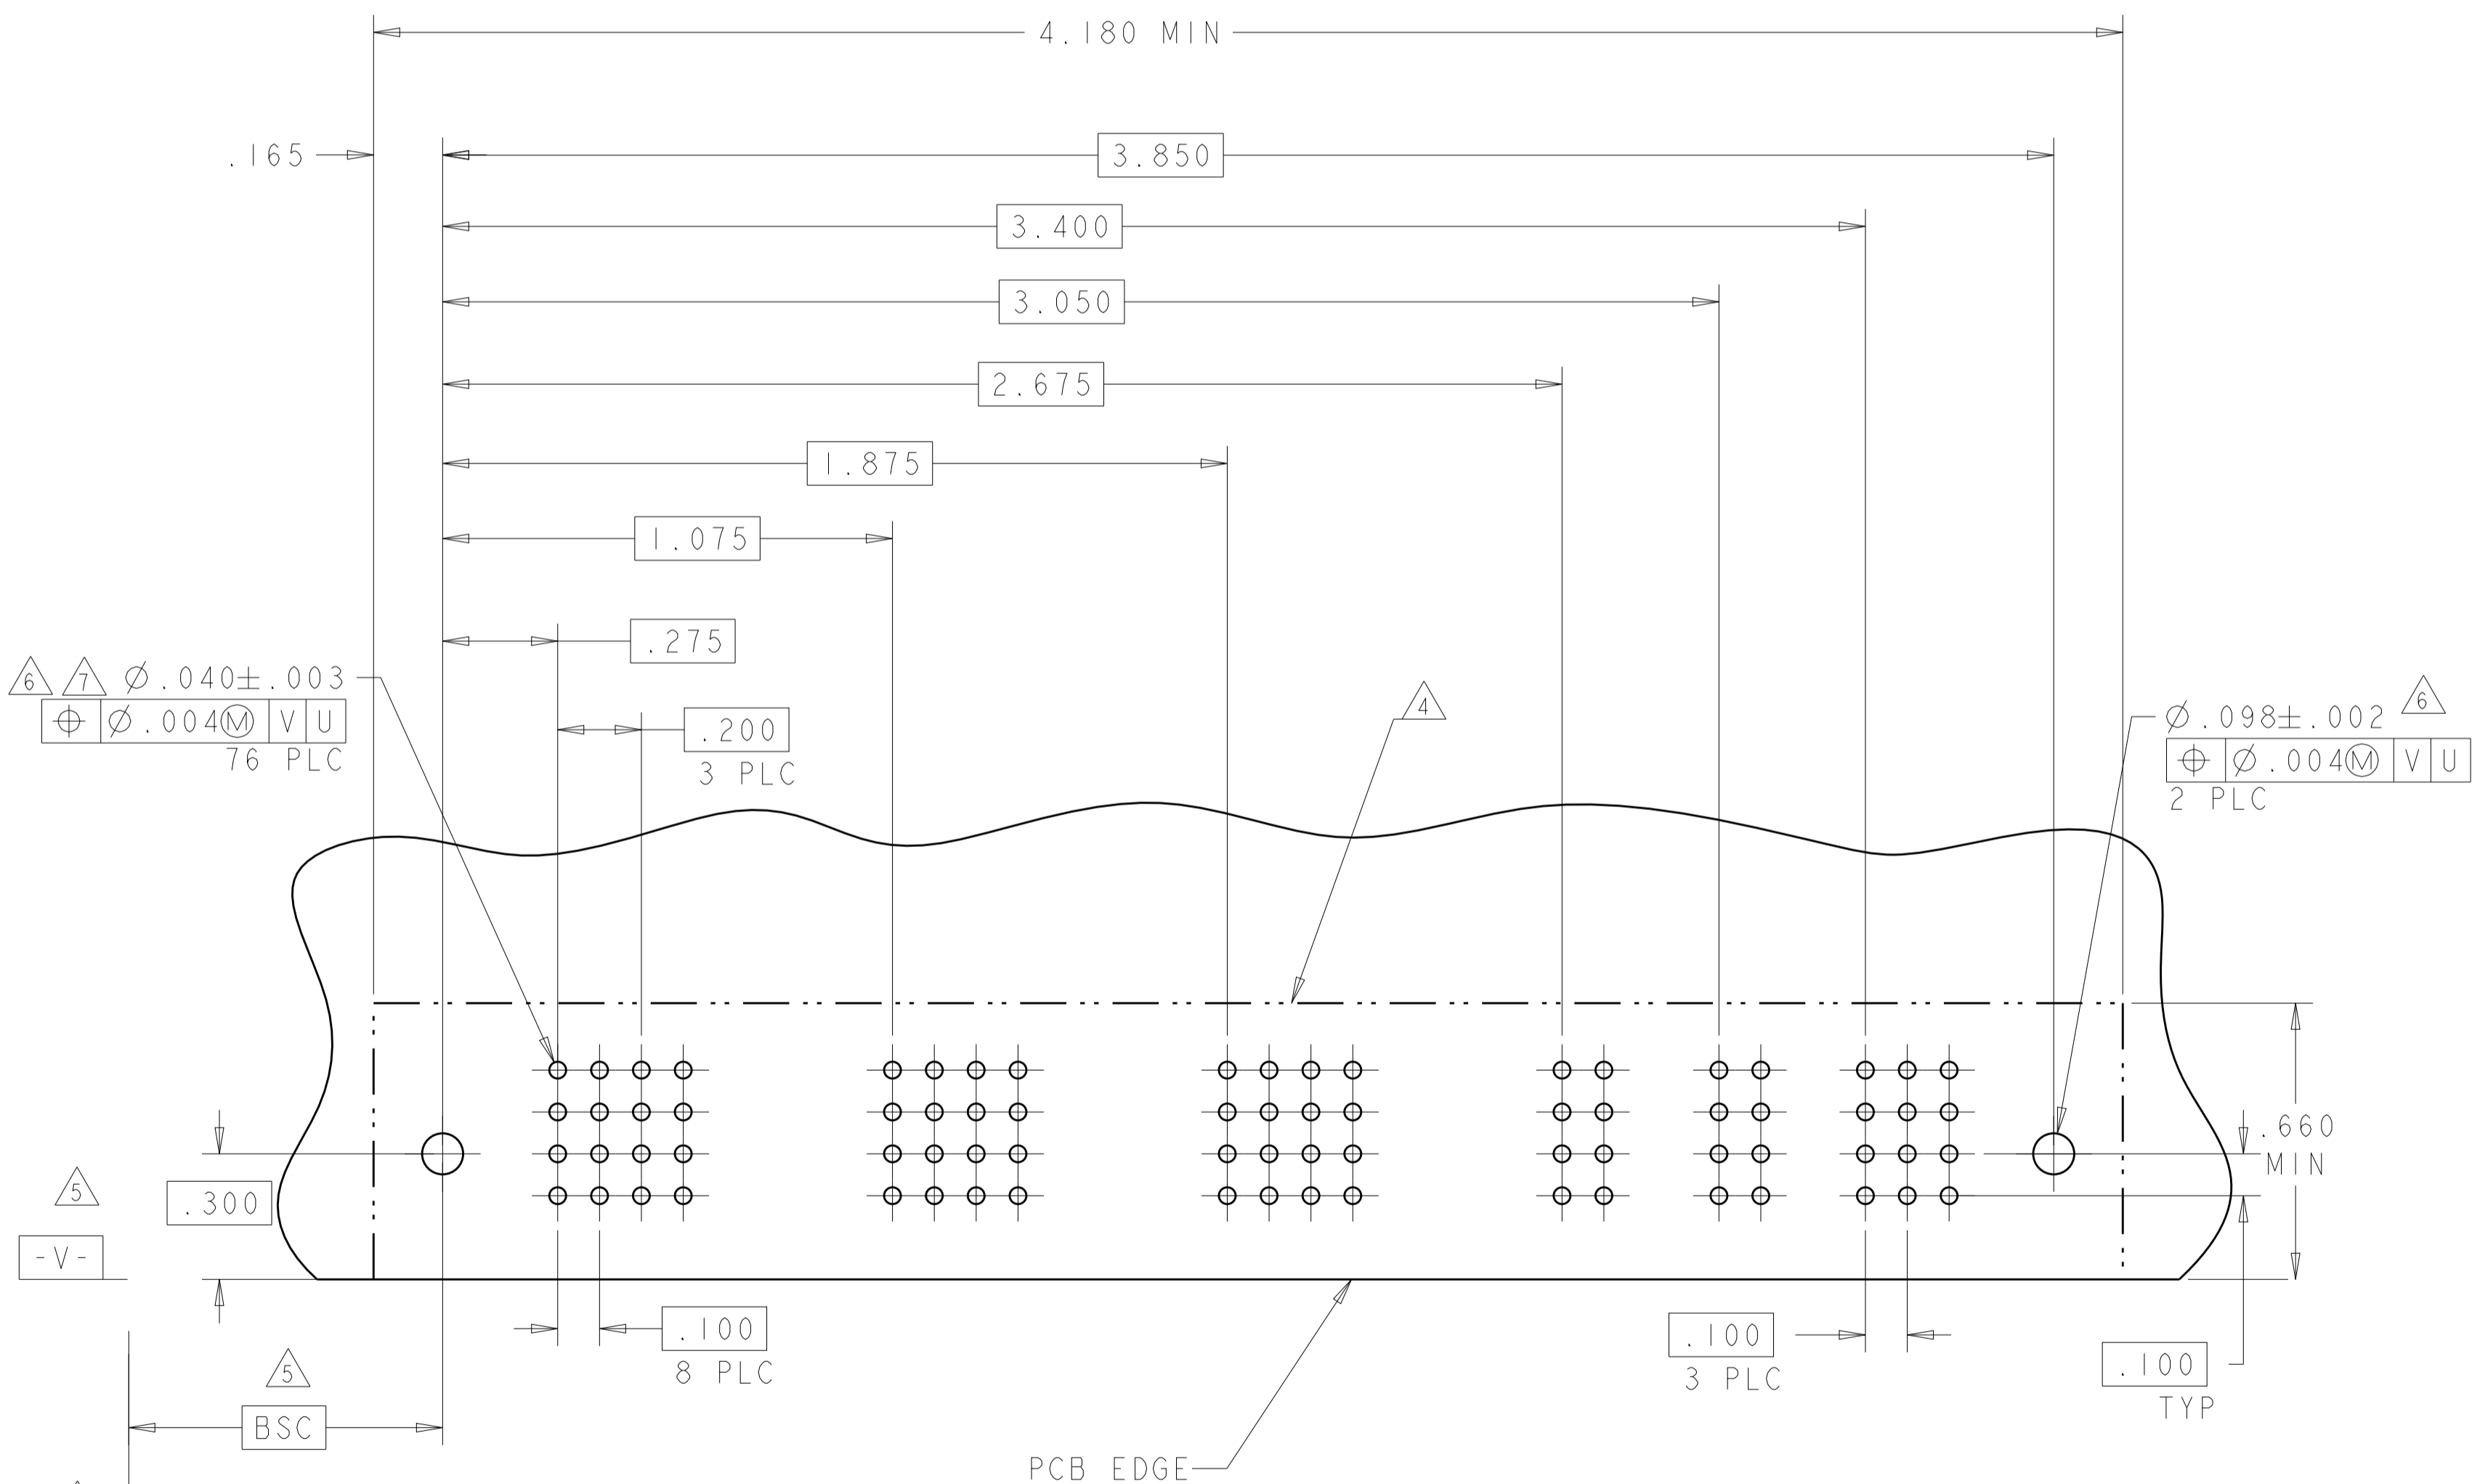 4.180 MIN
.165
3.850
3.400
3.050
2.675
1.875
1.075
.275
6 7 Ø.040±.003
⌖ Ø.004Ⓜ V U
76 PLC
.200
3 PLC
4
Ø.098±.002 6
⌖ Ø.004Ⓜ V U
2 PLC
.660
MIN
5
.300
-V-
.100
8 PLC
.100
3 PLC
.100
TYP
5
BSC
PCB EDGE